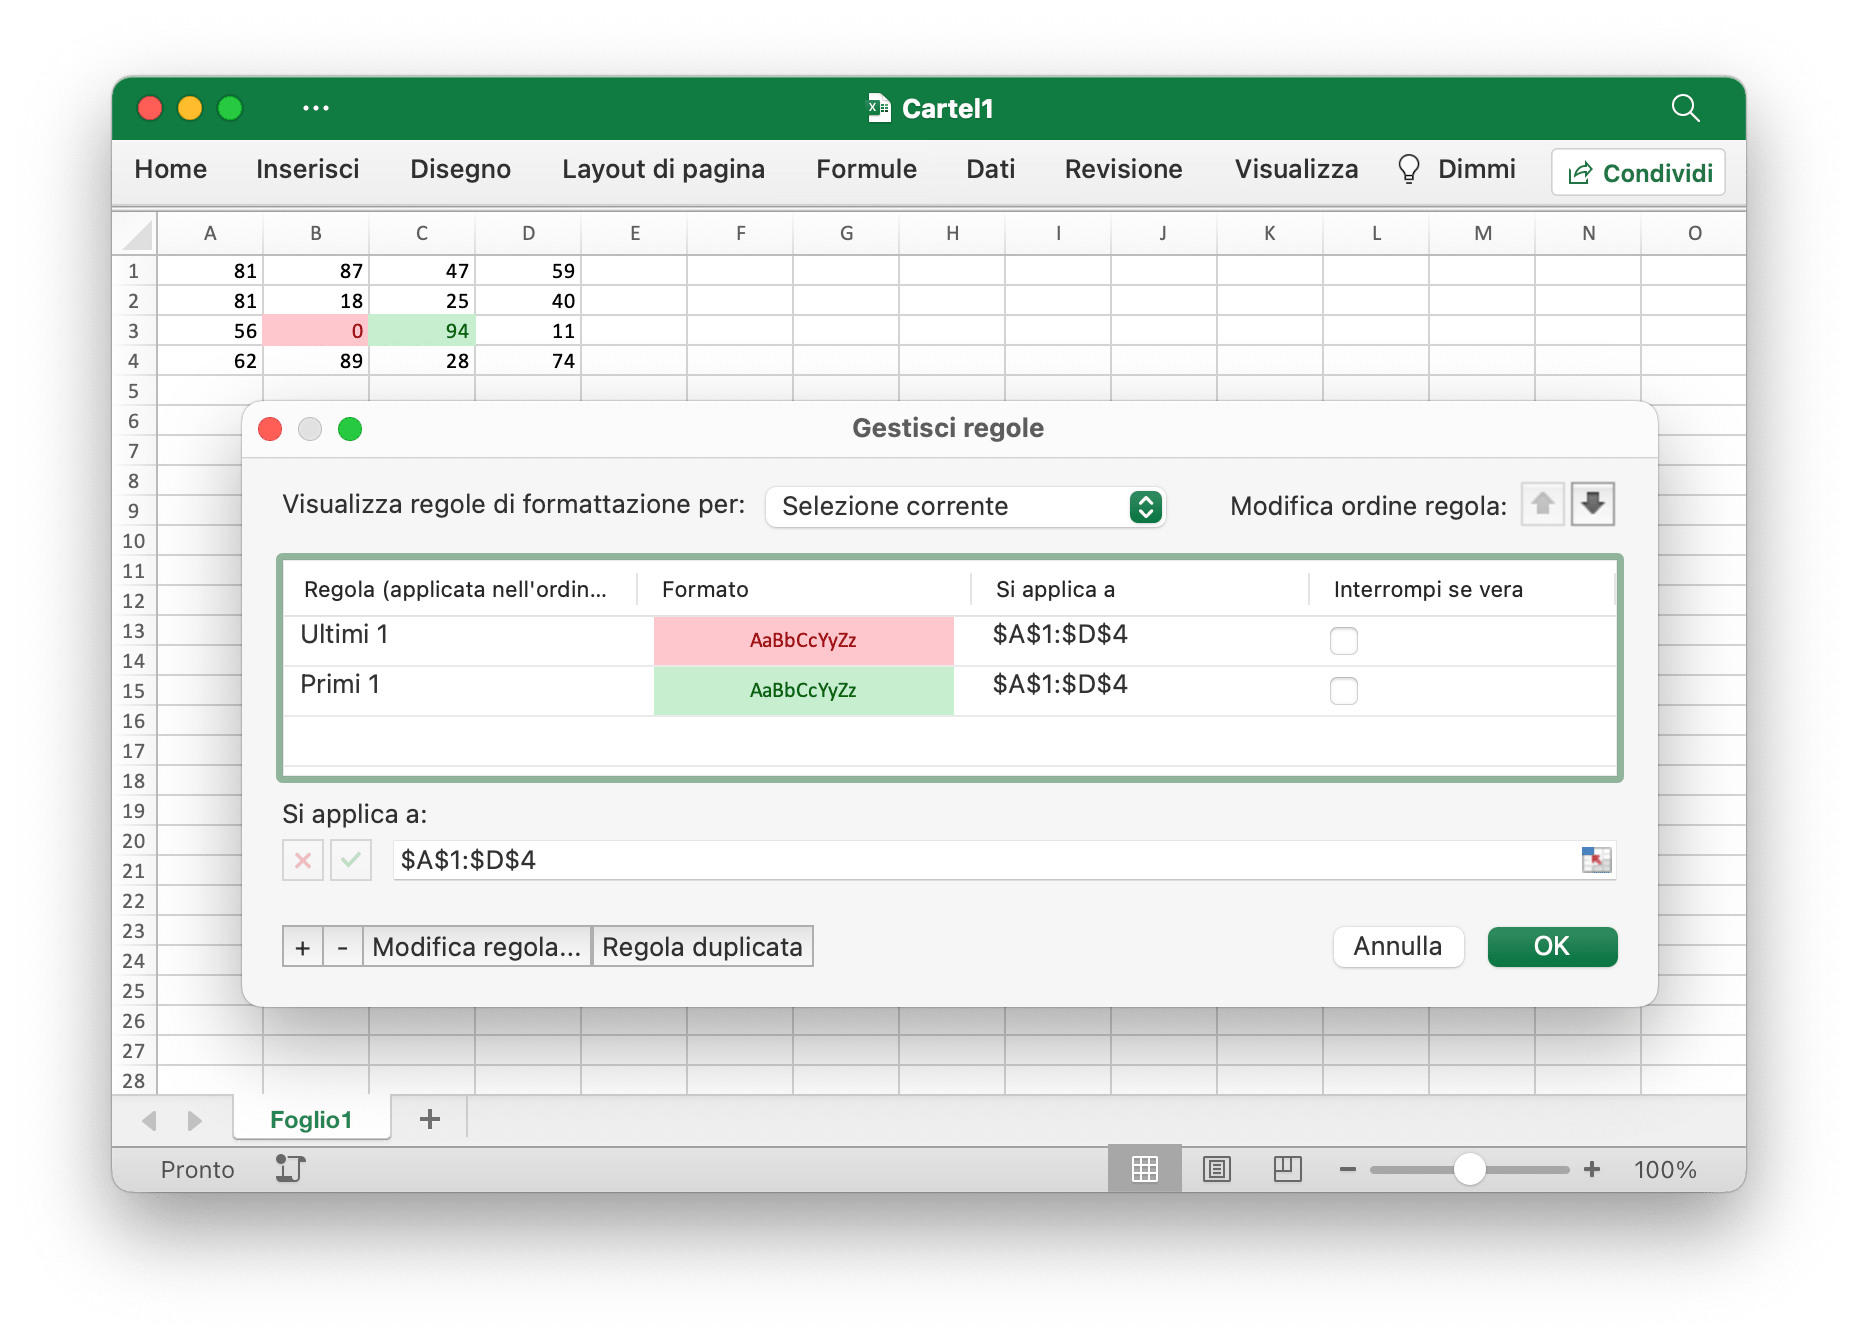 Cartel1
Home Inserisci Disegno Layout di pagina Formule Dati Revisione Visualizza Dimmi Condividi
A B C D E F G H I J K L M N O
1 81 87 47 59
2 81 18 25 40
3 56 0 94 11
4 62 89 28 74
5
6
7
8
9
10
11
12
13
14
15
16
17
18
19
20
21
22
23
24
25
26
27
28
Gestisci regole
Visualizza regole di formattazione per: Selezione corrente Modifica ordine regola:
Regola (applicata nell'ordin... Formato Si applica a Interrompi se vera
Ultimi 1 AaBbCcYyZz $A$1:$D$4
Primi 1 AaBbCcYyZz $A$1:$D$4
Si applica a:
$A$1:$D$4
+ - Modifica regola... Regola duplicata Annulla OK
Foglio1 +
Pronto 100%